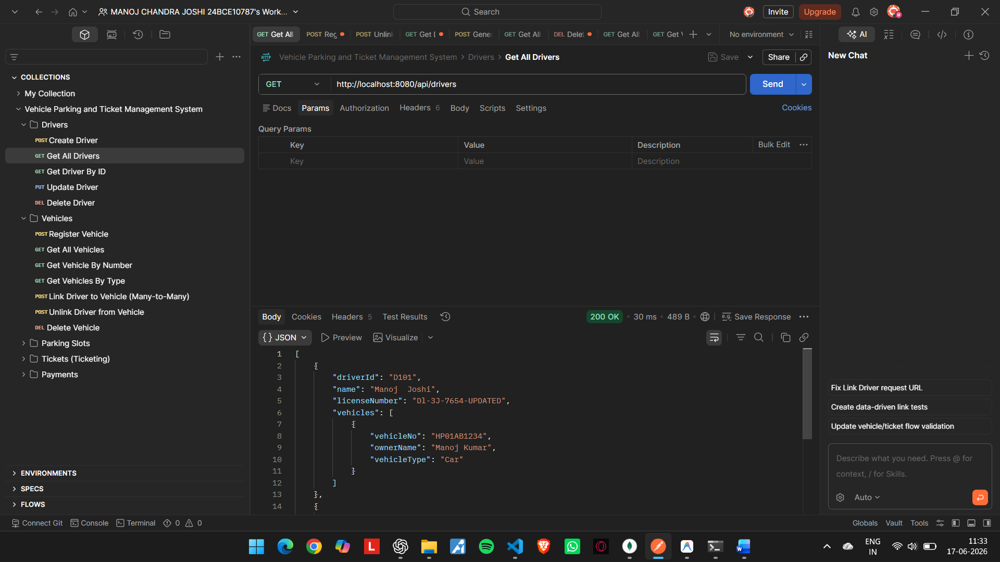 MANOJ CHANDRA JOSHI 24BCE10787's Work...
Search
Invite
Upgrade
M
GET Get All
POST Reg
POST Unlin
GET Get D
POST Gene
GET Get All
DEL Delet
GET Get All
GET Get V
No environment
AI
Vehicle Parking and Ticket Management System > Drivers > Get All Drivers
Save
Share
New Chat
COLLECTIONS
My Collection
Vehicle Parking and Ticket Management System
Drivers
POST Create Driver
GET Get All Drivers
GET Get Driver By ID
PUT Update Driver
DEL Delete Driver
Vehicles
POST Register Vehicle
GET Get All Vehicles
GET Get Vehicle By Number
GET Get Vehicles By Type
POST Link Driver to Vehicle (Many-to-Many)
POST Unlink Driver from Vehicle
DEL Delete Vehicle
Parking Slots
Tickets (Ticketing)
Payments
ENVIRONMENTS
SPECS
FLOWS
HTTP
GET
http://localhost:8080/api/drivers
Send
Docs
Params
Authorization
Headers 6
Body
Scripts
Settings
Cookies
Query Params
Key
Value
Description
Bulk Edit
Key
Value
Description
Body
Cookies
Headers 5
Test Results
200 OK
30 ms
489 B
e.g. Save Response
{} JSON
Preview
Visualize
1 [
2 {
3 "driverId": "D101",
4 "name": "Manoj  Joshi",
5 "licenseNumber": "Dl-3J-7654-UPDATED",
6 "vehicles": [
7 {
8 "vehicleNo": "HP01AB1234",
9 "ownerName": "Manoj Kumar",
10 "vehicleType": "Car"
11 }
12 ]
13 },
14 {
Fix Link Driver request URL
Create data-driven link tests
Update vehicle/ticket flow validation
Describe what you need. Press @ for
context, / for Skills.
Auto
Connect Git
Console
Terminal
0
0
Globals
Vault
Tools
L
W
ENG
IN
11:33
17-06-2026